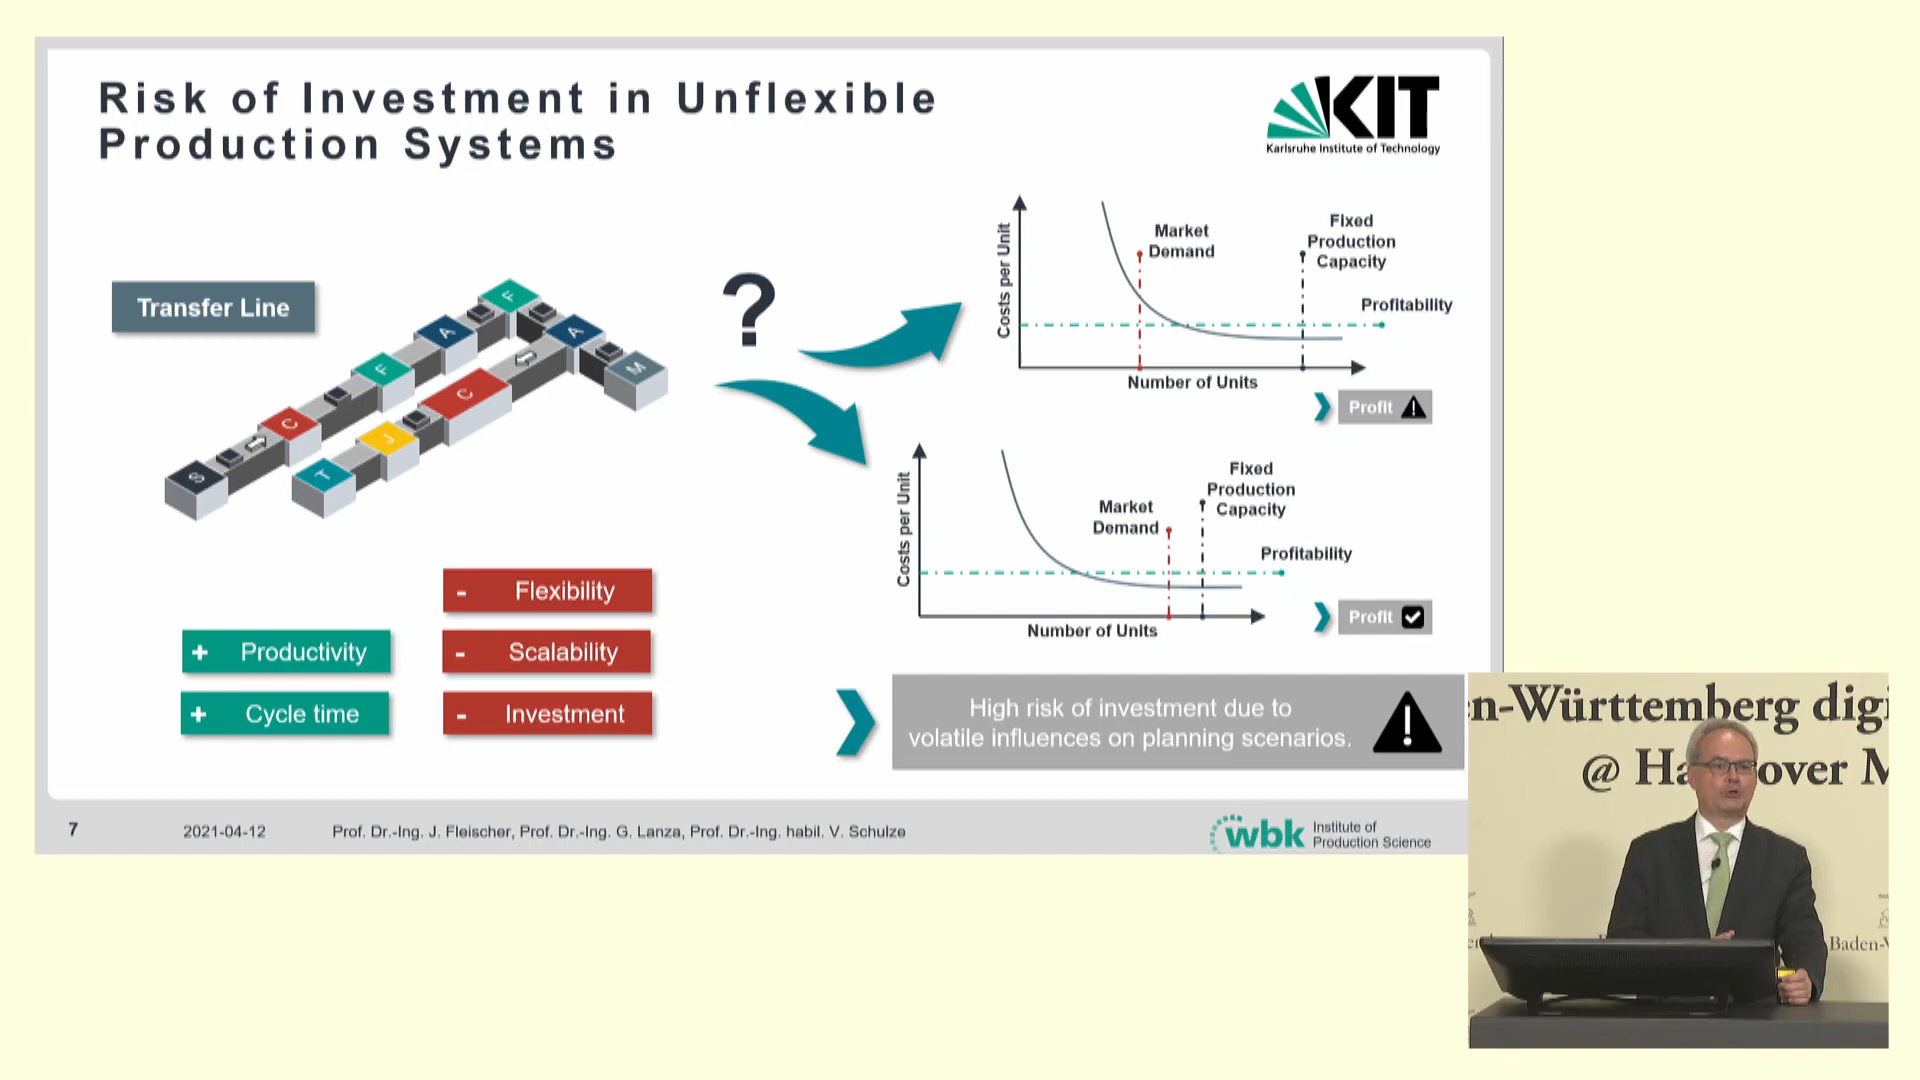 Risk of Investment in Unflexible
Production Systems
KIT
Karlsruhe Institute of Technology
Transfer Line
?
S
C
F
A
F
A
M
C
J
T
Costs per Unit
Market
Demand
Fixed
Production
Capacity
Profitability
Number of Units
Profit
Costs per Unit
Market
Demand
Fixed
Production
Capacity
Profitability
Number of Units
Profit
- Flexibility
+ Productivity
- Scalability
+ Cycle time
- Investment
High risk of investment due to
volatile influences on planning scenarios.
7
2021-04-12
Prof. Dr.-Ing. J. Fleischer, Prof. Dr.-Ing. G. Lanza, Prof. Dr.-Ing. habil. V. Schulze
wbk
Institute of
Production Science
n-Württemberg digi
@ Ha over M
Baden-